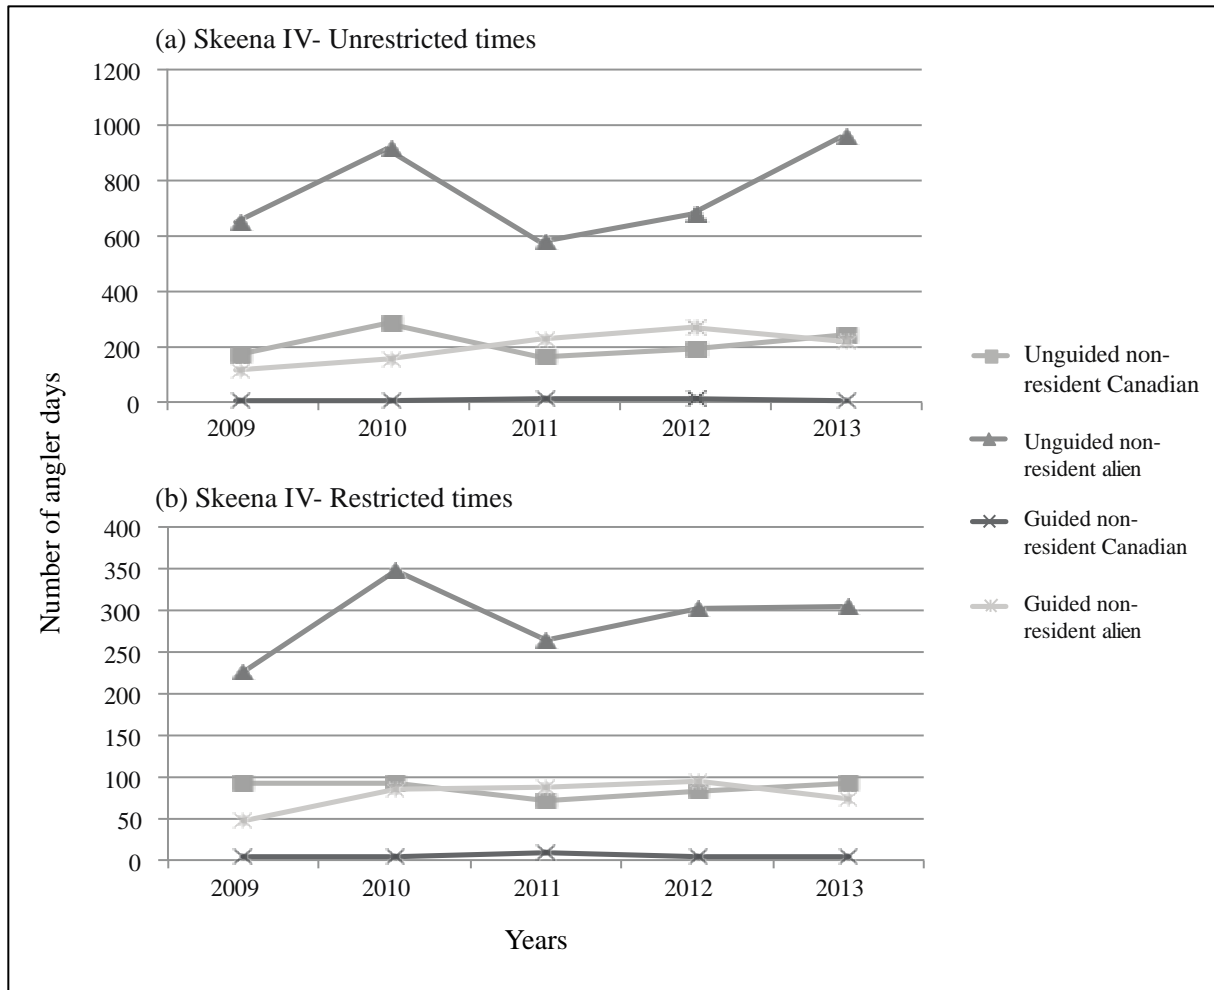 (a) Skeena IV- Unrestricted times
1200
1000
800
600
400
200
0
2009 2010 2011 2012 2013
(b) Skeena IV- Restricted times
400
350
300
250
200
150
100
50
0
2009 2010 2011 2012 2013
Number of angler days
Years
Unguided non-
resident Canadian
Unguided non-
resident alien
Guided non-
resident Canadian
Guided non-
resident alien